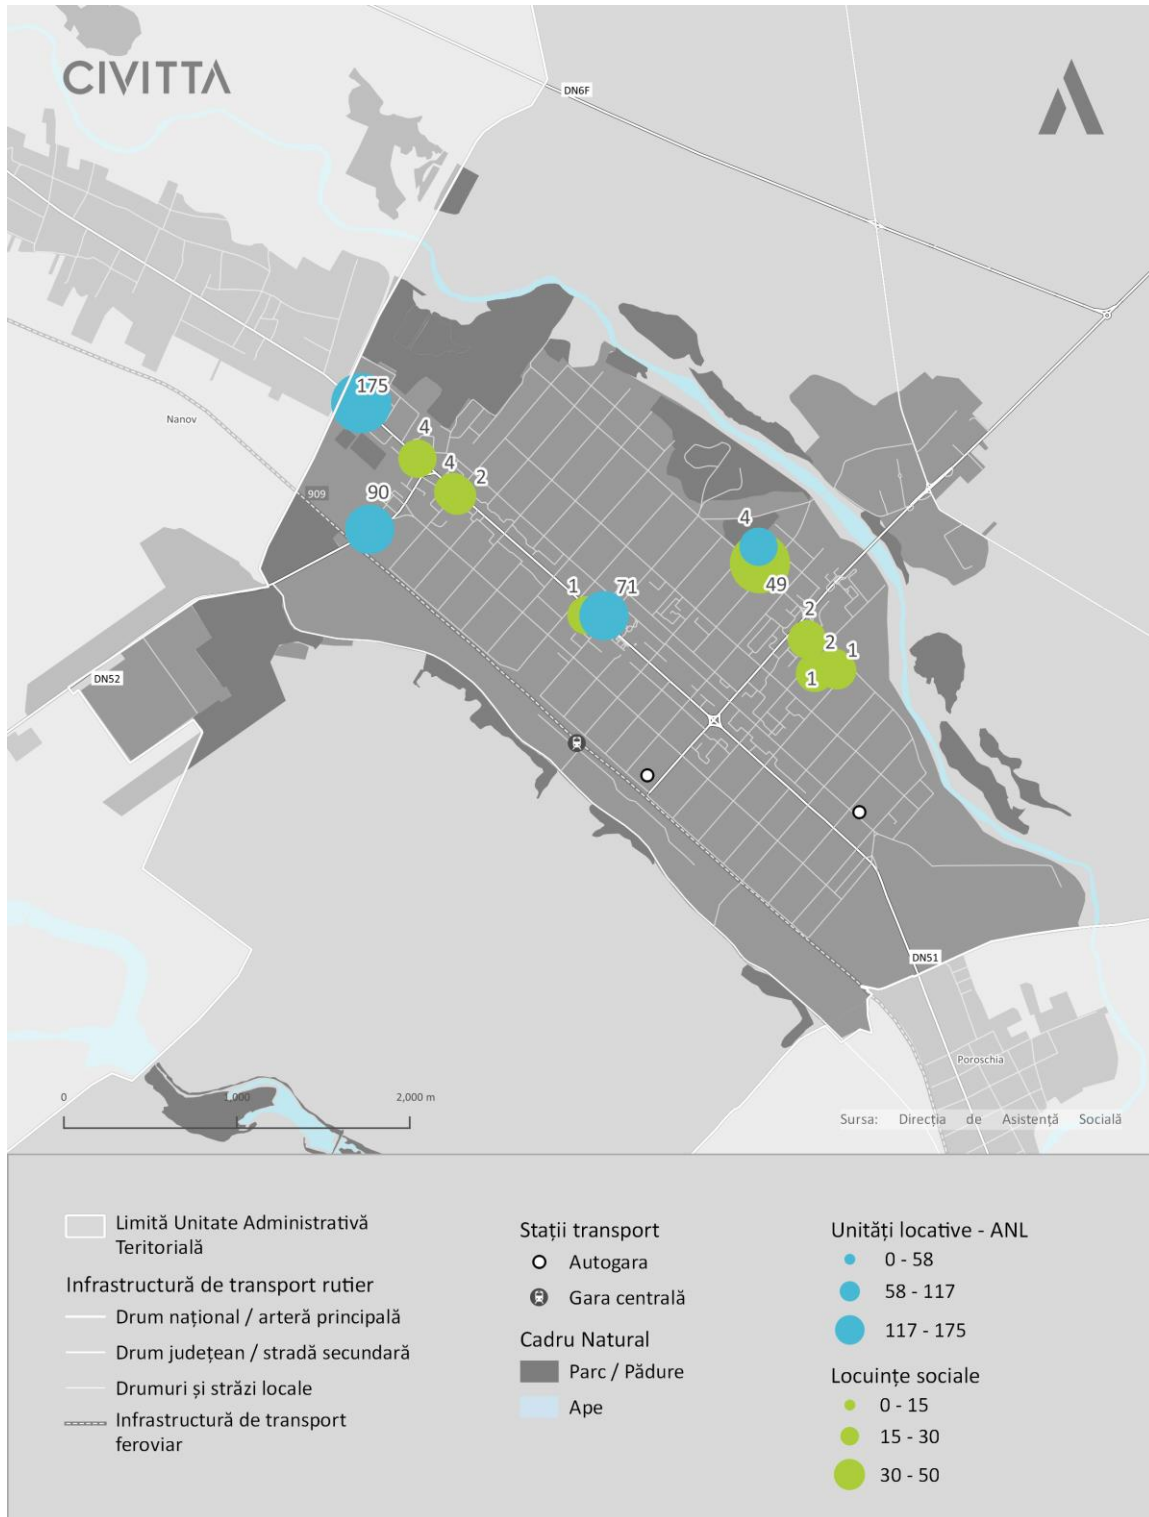 CIVITTA
DN6F
175
Nanov
4
4
2
909
90
4
49
1
71
2
2
1
1
DN52
DN51
Poroschia
0
1,000
2,000 m
Sursa: Direcția de Asistență Socială
Limită Unitate Administrativă
Teritorială
Infrastructură de transport rutier
Drum național / arteră principală
Drum județean / stradă secundară
Drumuri și străzi locale
Infrastructură de transport
feroviar
Stații transport
Autogara
Gara centrală
Cadru Natural
Parc / Pădure
Ape
Unități locative - ANL
0 - 58
58 - 117
117 - 175
Locuințe sociale
0 - 15
15 - 30
30 - 50